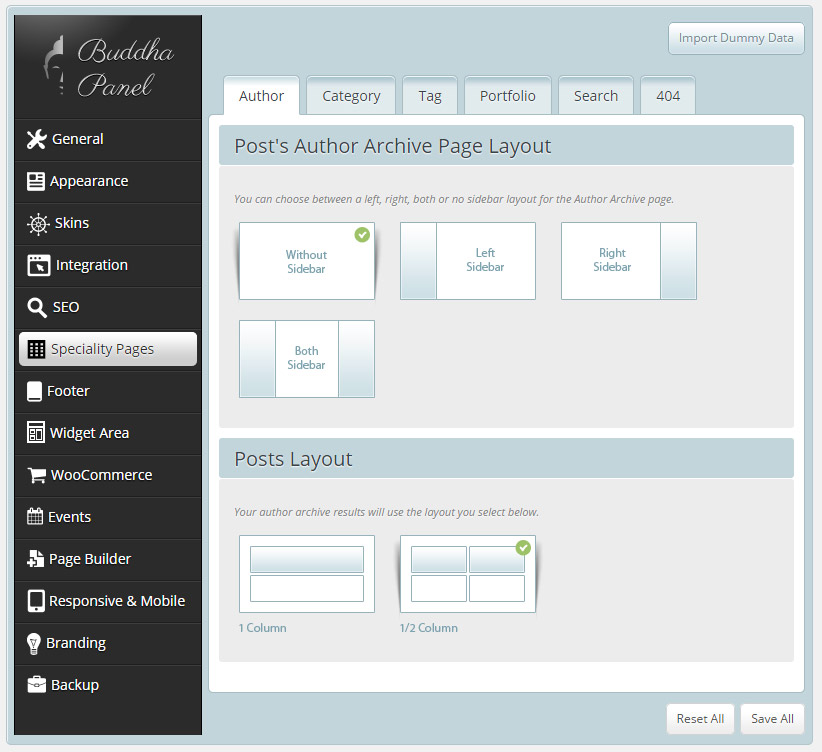 Buddha
Panel
Import Dummy Data
General
Appearance
Skins
Integration
SEO
Speciality Pages
Footer
Widget Area
WooCommerce
Events
Page Builder
Responsive & Mobile
Branding
Backup
Author Category Tag Portfolio Search 404
Post's Author Archive Page Layout
You can choose between a left, right, both or no sidebar layout for the Author Archive page.
Without
Sidebar
Left
Sidebar
Right
Sidebar
Both
Sidebar
Posts Layout
Your author archive results will use the layout you select below.
1 Column
1/2 Column
Reset All
Save All